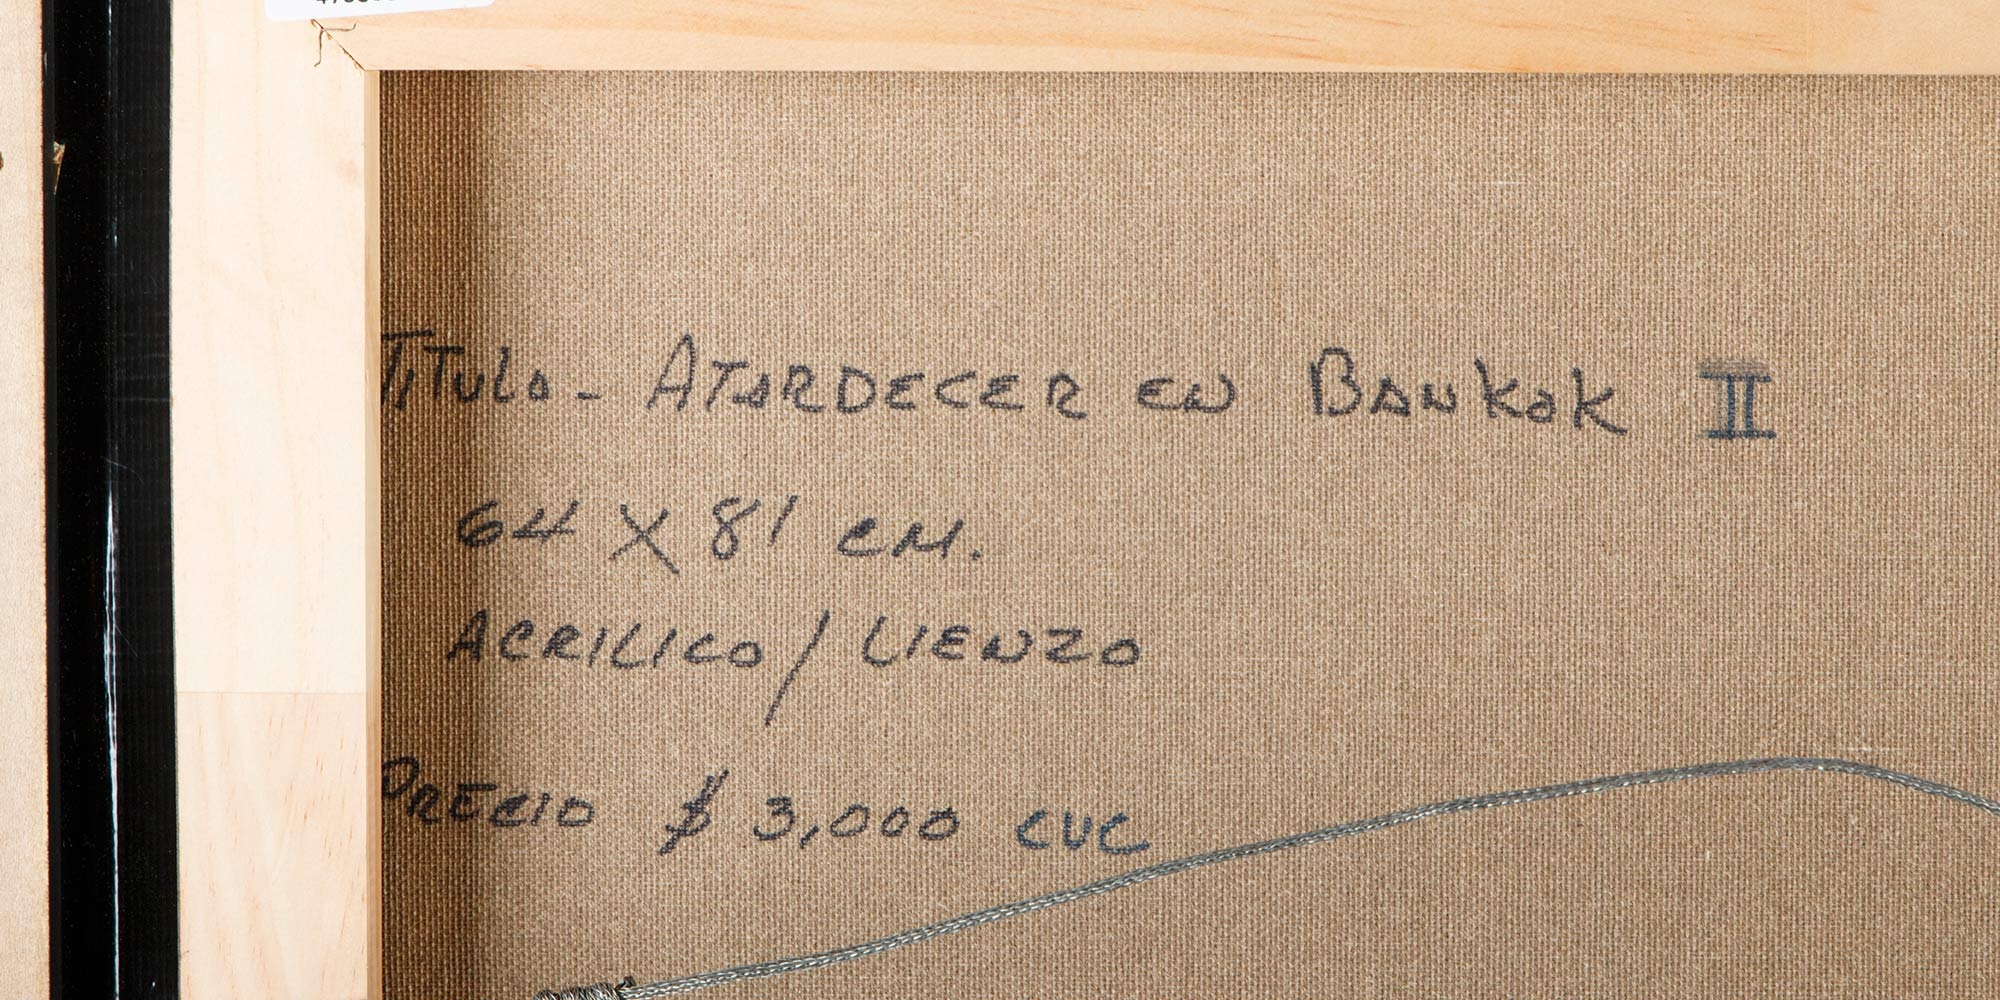 Titulo - Atardecer en Bankok II
64 X 81 cm.
Acrilico / Lienzo
Precio $ 3,000 CUC